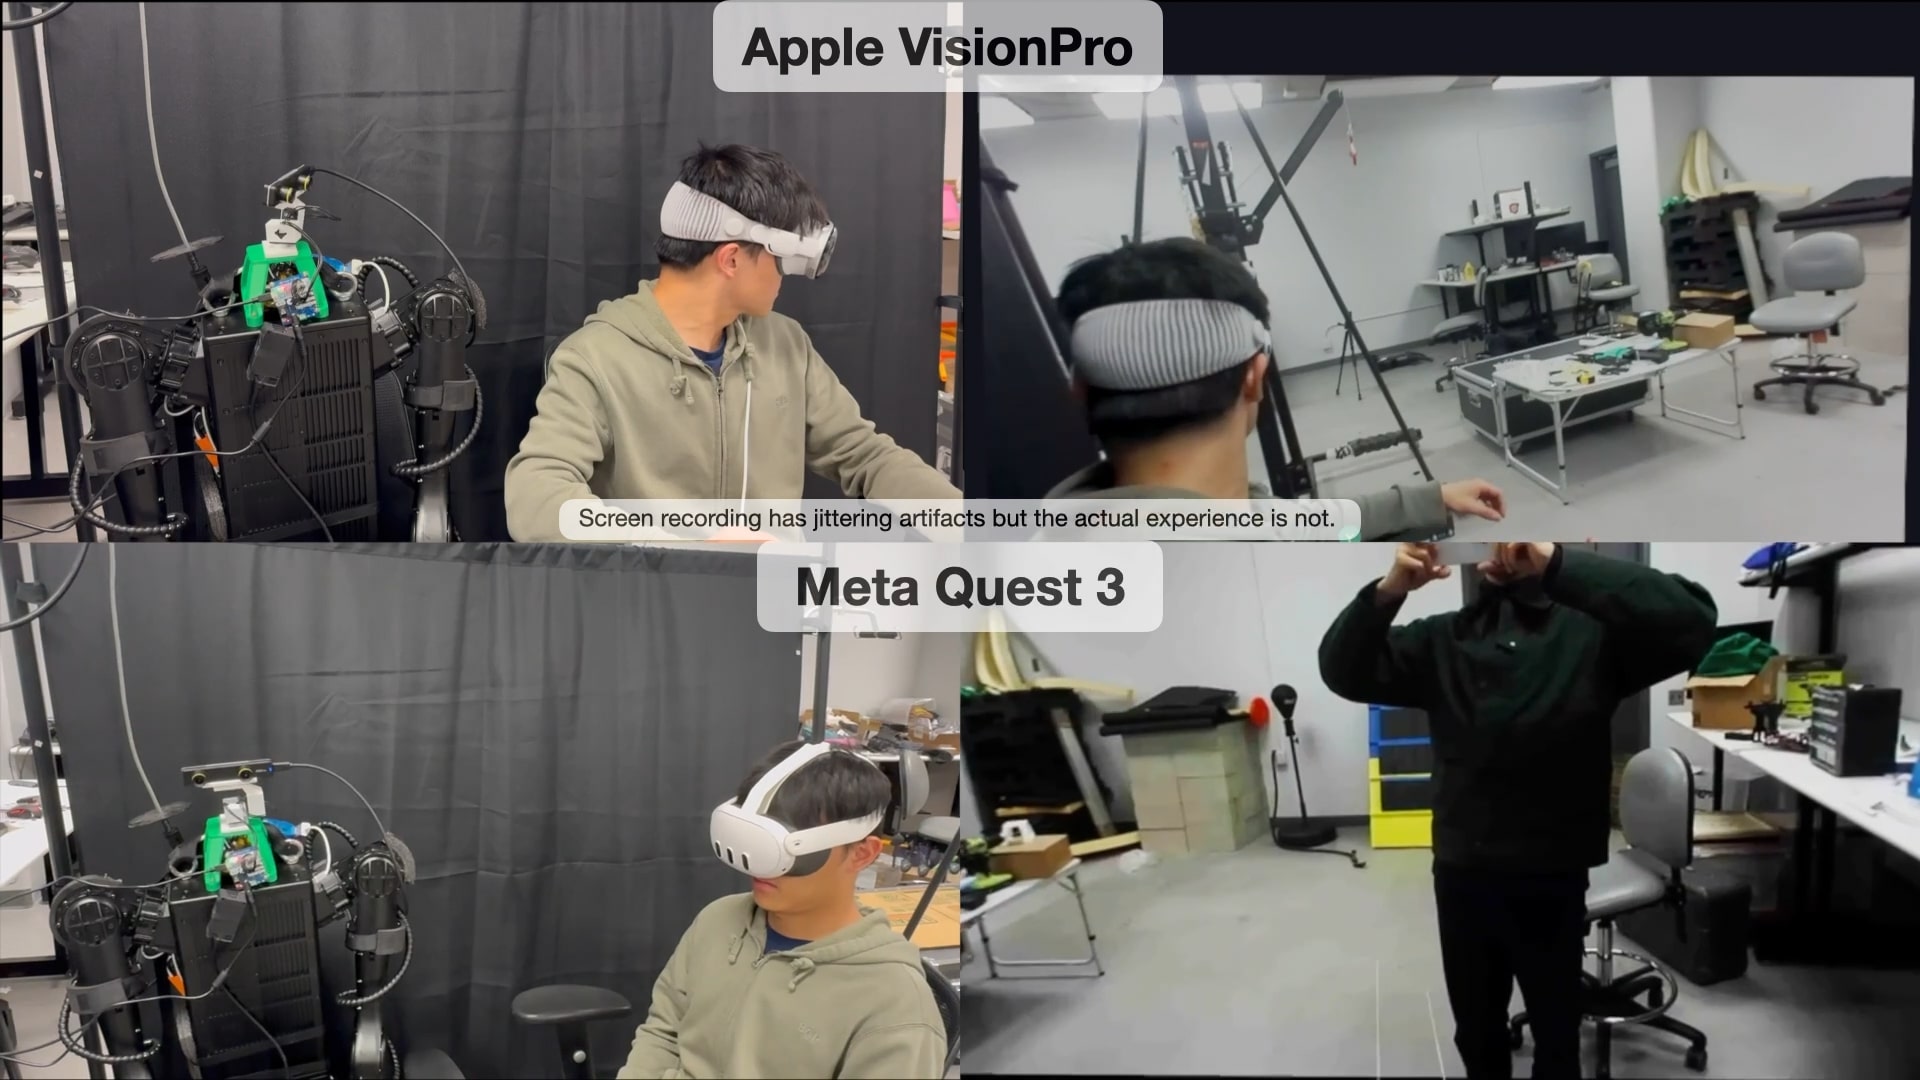 Apple VisionPro
Screen recording has jittering artifacts but the actual experience is not.
Meta Quest 3